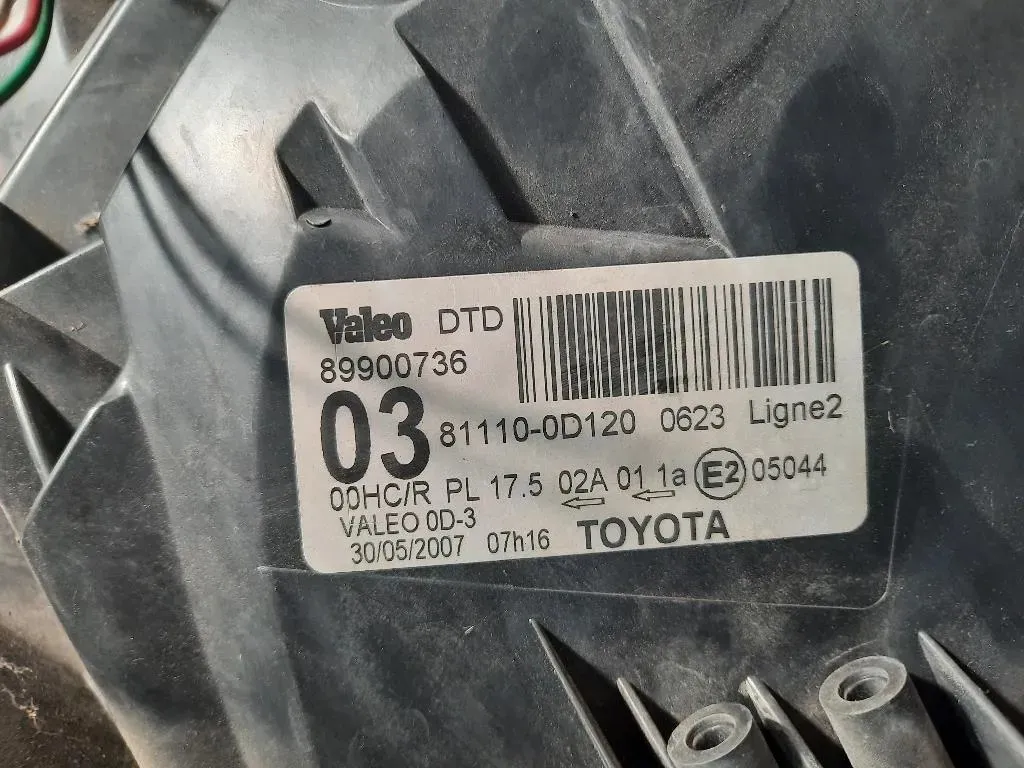 Valeo DTD
89900736
03 81110-0D120 0623 Ligne2
00HC/R PL 17.5 02A 01 1a E2 05044
VALEO 0D-3
30/05/2007 07h16 TOYOTA